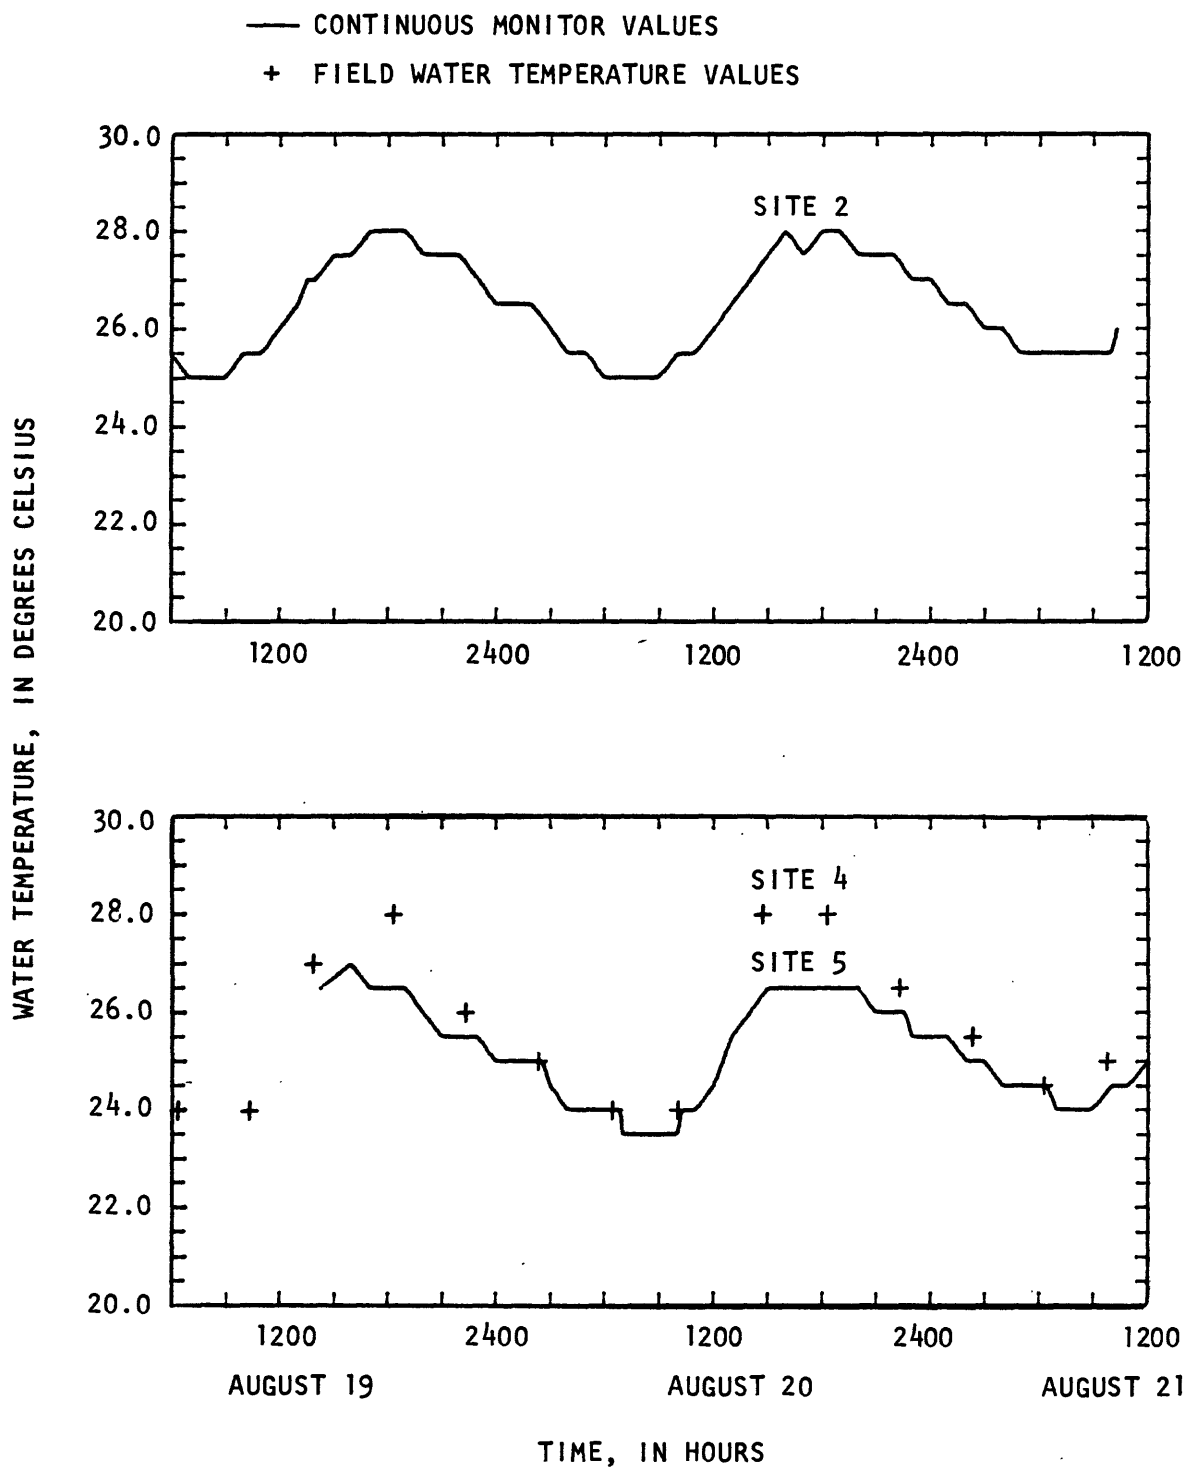 CONTINUOUS MONITOR VALUES
+ FIELD WATER TEMPERATURE VALUES
30.0
SITE 2
28.0
26.0
24.0
22.0
20.0
1200 2400 1200 2400 1200
WATER TEMPERATURE, IN DEGREES CELSIUS
30.0
SITE 4
28.0
SITE 5
26.0
24.0
22.0
20.0
1200 2400 1200 2400 1200
AUGUST 19 AUGUST 20 AUGUST 21
TIME, IN HOURS